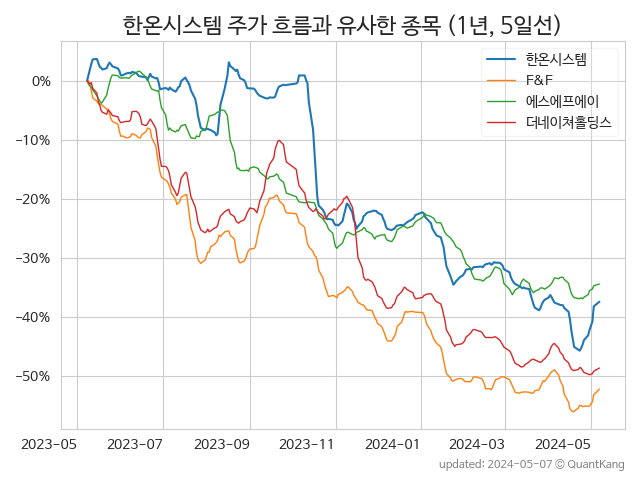 한온시스템 주가 흐름과 유사한 종목 (1년, 5일선)
한온시스템
F&F
에스에프에이
더네이쳐홀딩스
0%
−10%
−20%
−30%
−40%
−50%
2023-05
2023-07
2023-09
2023-11
2024-01
2024-03
2024-05
updated: 2024-05-07 © QuantKang